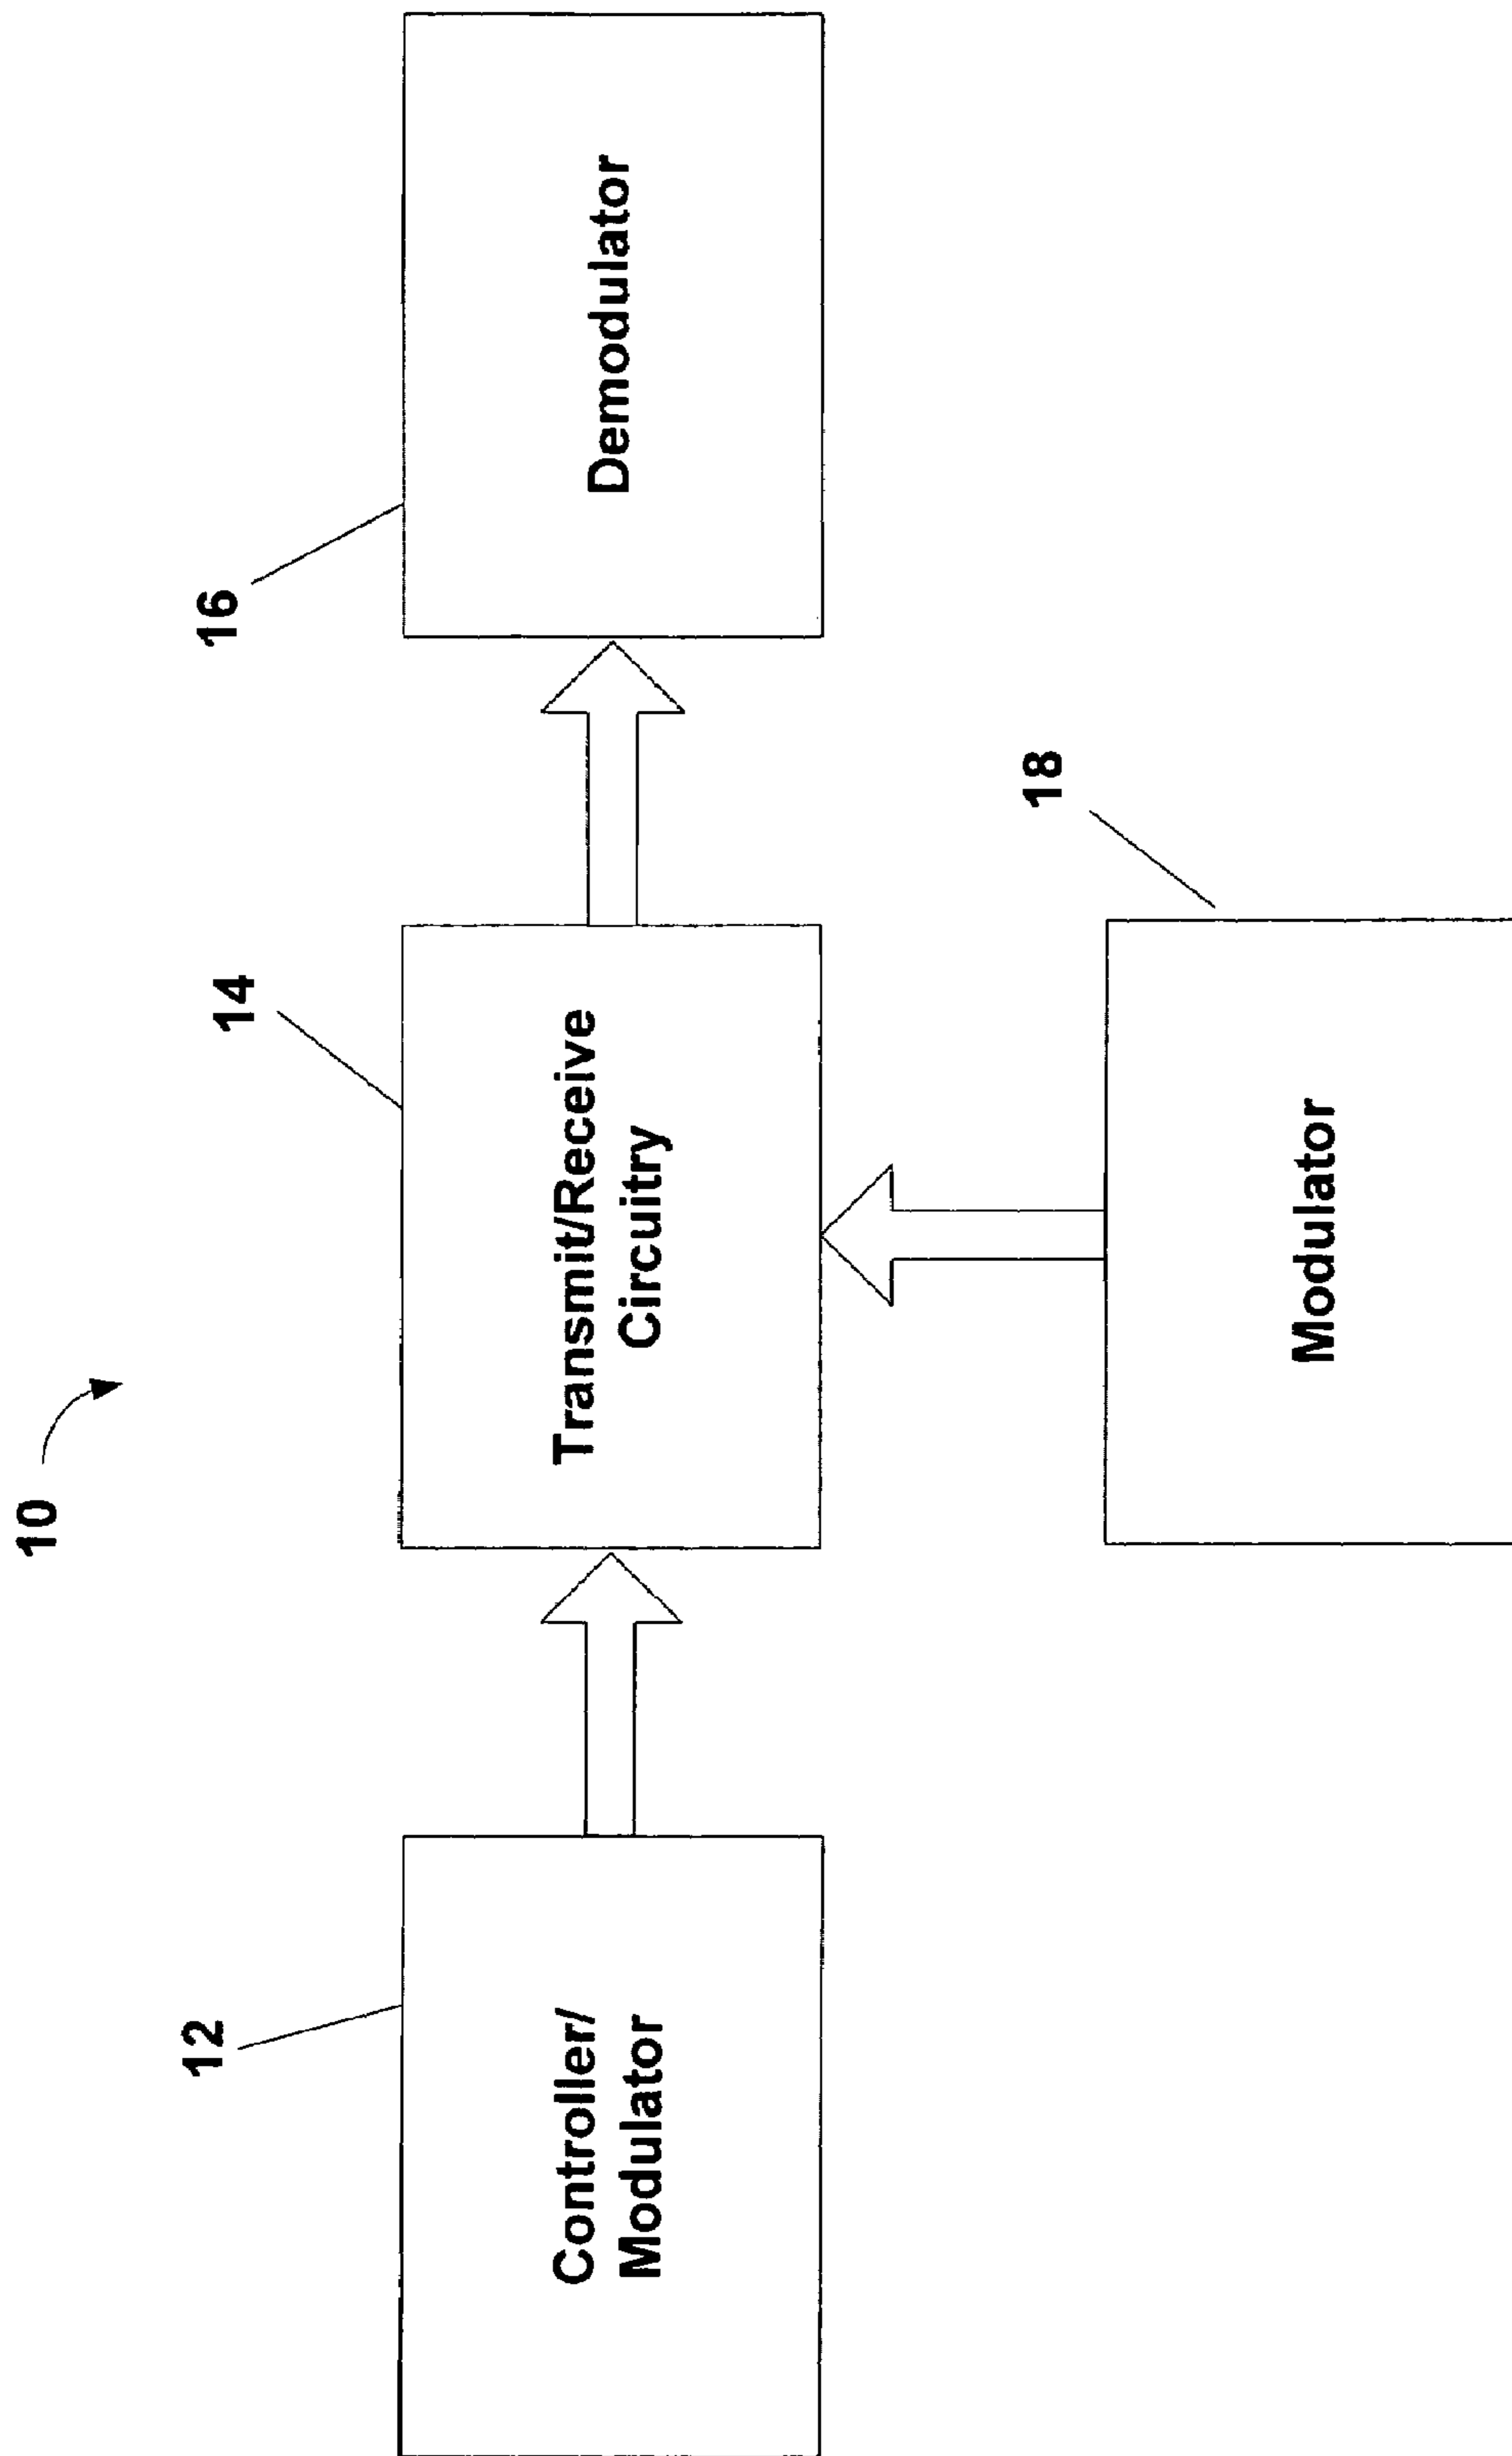 10
12
14
16
Controller/
Modulator
Transmit/Receive
Circuitry
Demodulator
18
Modulator